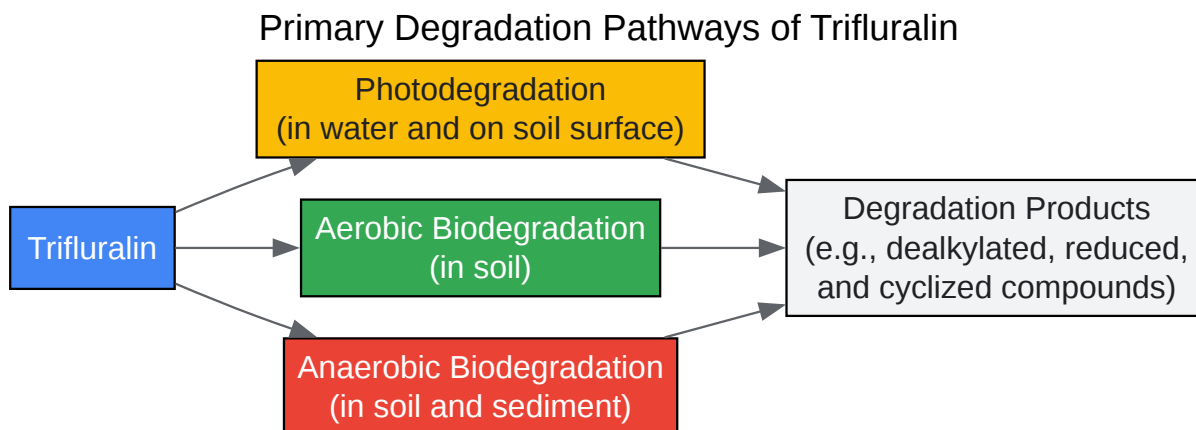 Primary Degradation Pathways of Trifluralin
Photodegradation
(in water and on soil surface)
Trifluralin
Aerobic Biodegradation
(in soil)
Anaerobic Biodegradation
(in soil and sediment)
Degradation Products
(e.g., dealkylated, reduced,
and cyclized compounds)